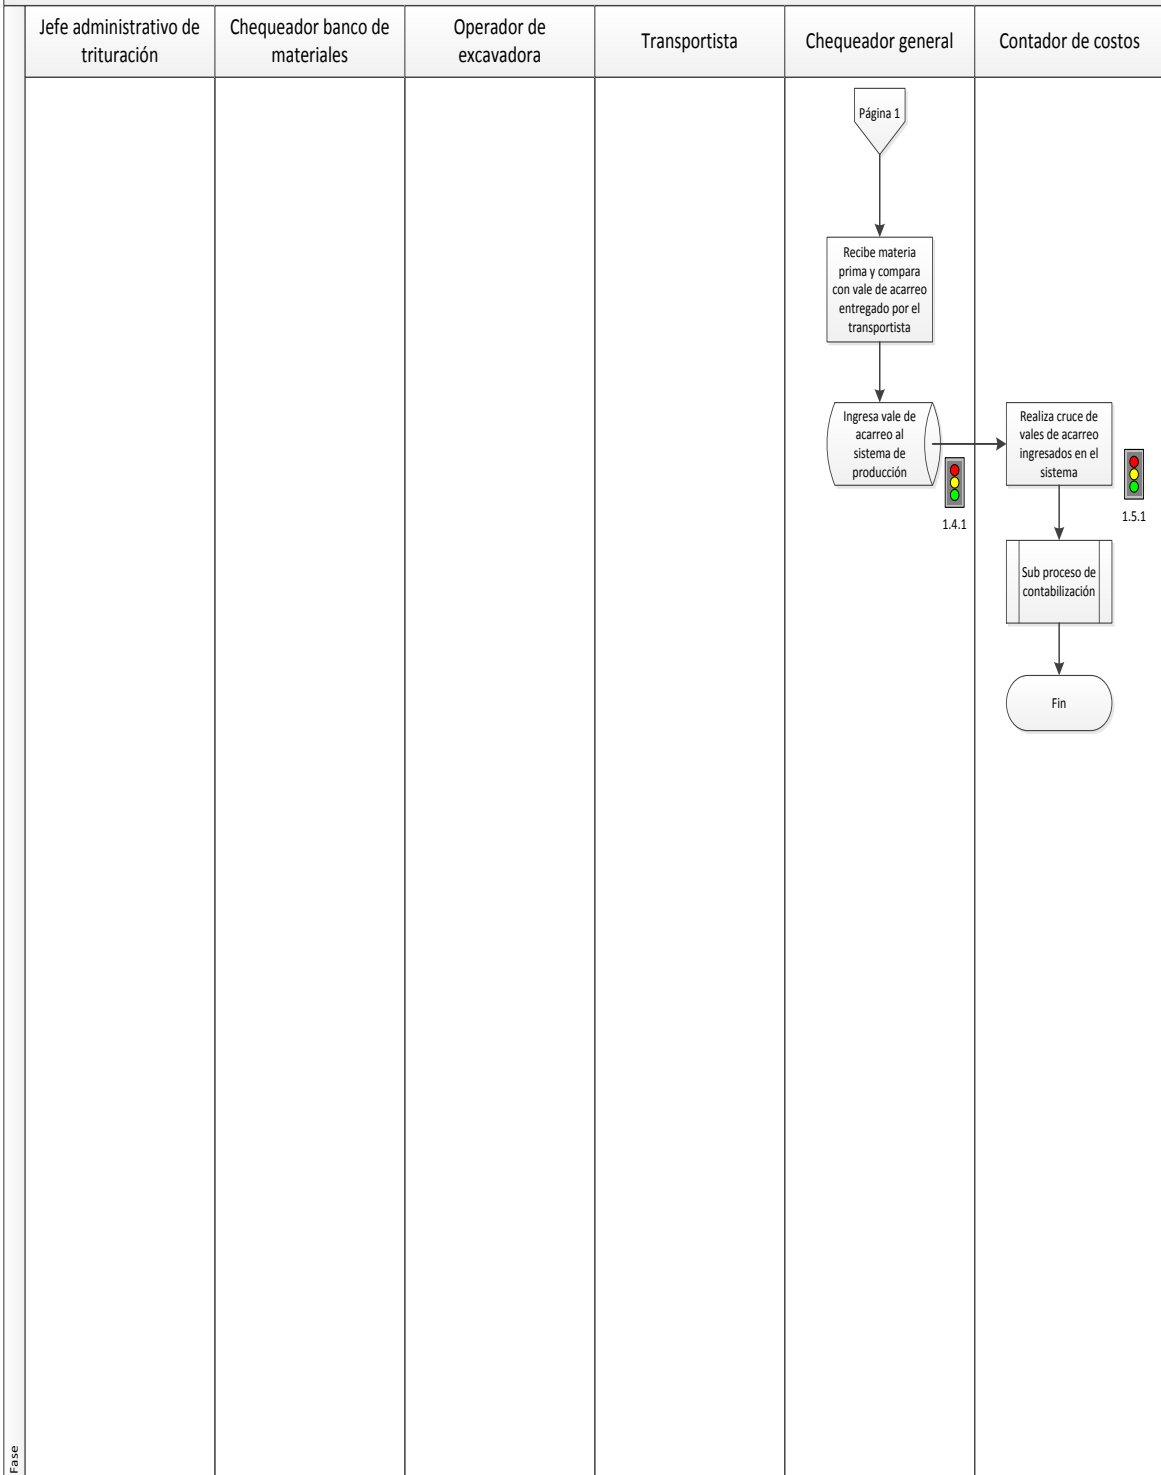 Jefe administrativo de
trituración
Chequeador banco de
materiales
Operador de
excavadora
Transportista
Chequeador general
Contador de costos
Página 1
Recibe materia
prima y compara
con vale de acarreo
entregado por el
transportista
Ingresa vale de
acarreo al
sistema de
producción
1.4.1
Realiza cruce de
vales de acarreo
ingresados en el
sistema
1.5.1
Sub proceso de
contabilización
Fin
Fase